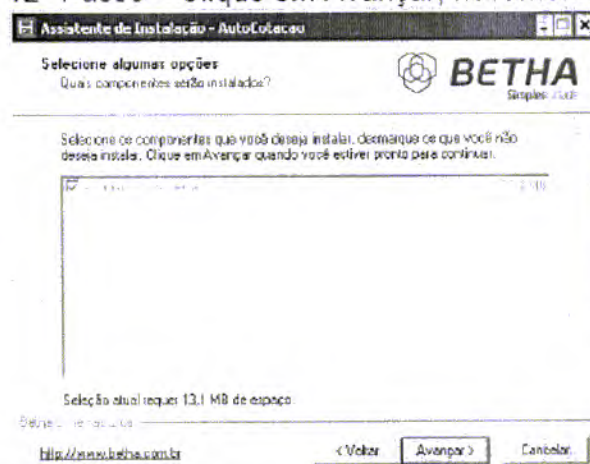 Assistente de Instalação - AutoCotacao
Selecione algumas opções
Quais componentes serão instalados?
BETHA
Selecione os componentes que você deseja instalar, desmarque os que você não
deseja instalar. Clique em Avançar quando você estiver pronto para continuar.
Seleção atual requer 13,1 MB de espaço
http://www.betha.com.br
< Voltar
Avançar >
Cancelar